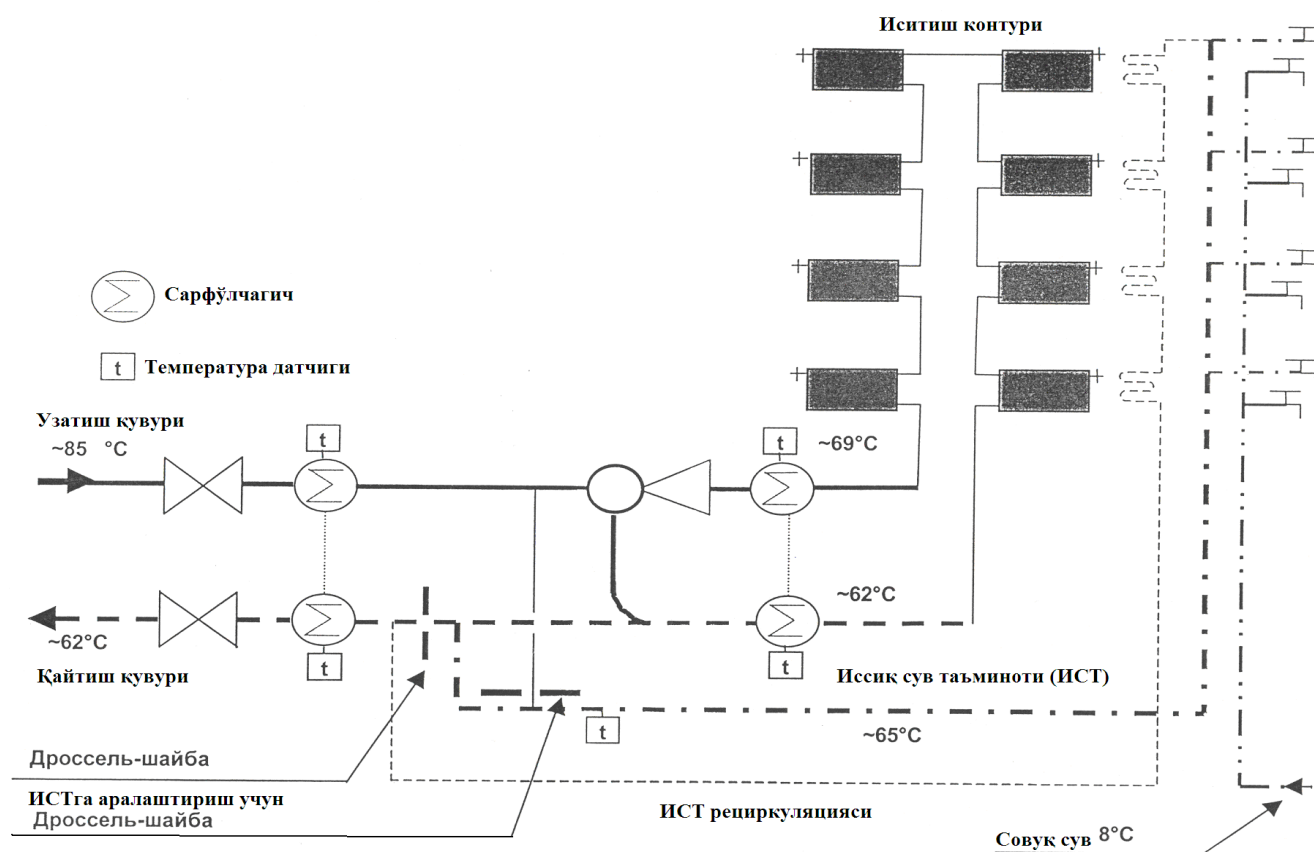 Иситиш контури
Σ Сарфўлчагич
t Температура датчиги
Узатиш қувури
~85 °C
t
Σ
t
Σ
~69°C
~62°C
Σ
t
Қайтиш қувури
~62°C
Σ
t
Иссиқ сув таъминоти (ИСТ)
t
~65°C
Дроссель-шайба
ИСТга аралаштириш учун
Дроссель-шайба
ИСТ рециркуляцияси
Совуқ сув 8°C